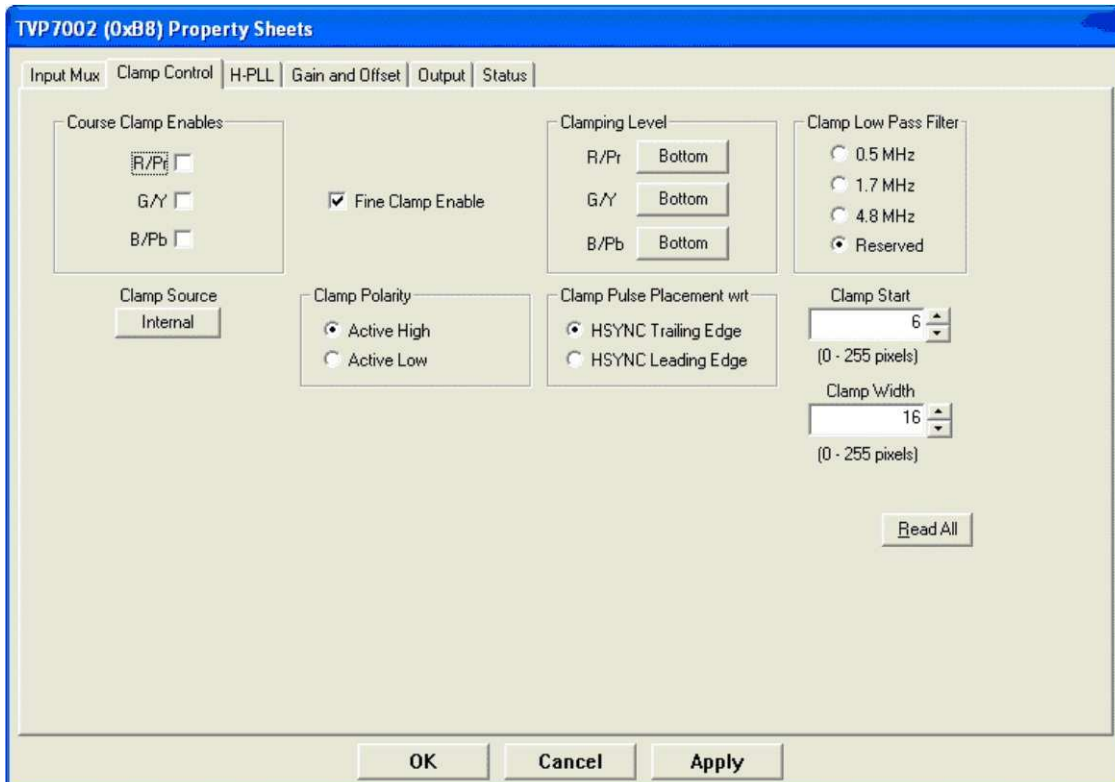 TVP7002 (0xB8) Property Sheets
Input Mux
Clamp Control
H-PLL
Gain and Offset
Output
Status
Course Clamp Enables
R/Pr
G/Y
B/Pb
Fine Clamp Enable
Clamping Level
R/Pr Bottom
G/Y Bottom
B/Pb Bottom
Clamp Low Pass Filter
0.5 MHz
1.7 MHz
4.8 MHz
Reserved
Clamp Source
Internal
Clamp Polarity
Active High
Active Low
Clamp Pulse Placement wrt
HSYNC Trailing Edge
HSYNC Leading Edge
Clamp Start
6
(0 - 255 pixels)
Clamp Width
16
(0 - 255 pixels)
Read All
OK
Cancel
Apply